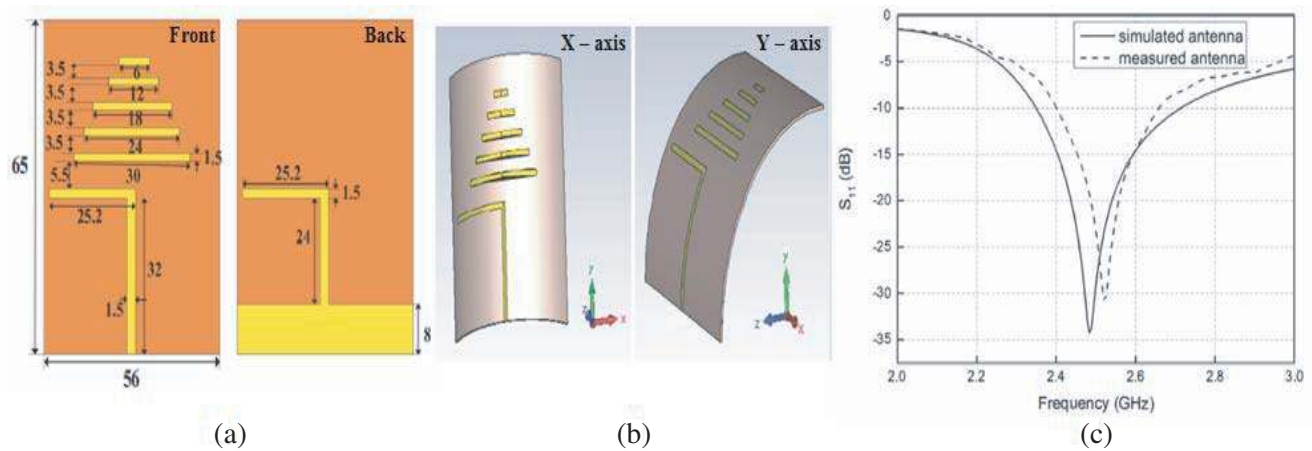 Front
3.5
6
3.5
12
3.5
18
3.5
24
1.5
5.5
30
25.2
32
1.5
65
56
Back
25.2
1.5
24
8
X – axis
y
z
x
Y – axis
y
z
x
simulated antenna
measured antenna
0
-5
-10
-15
-20
-25
-30
-35
S11 (dB)
2.0
2.2
2.4
2.6
2.8
3.0
Frequency (GHz)
(a)
(b)
(c)